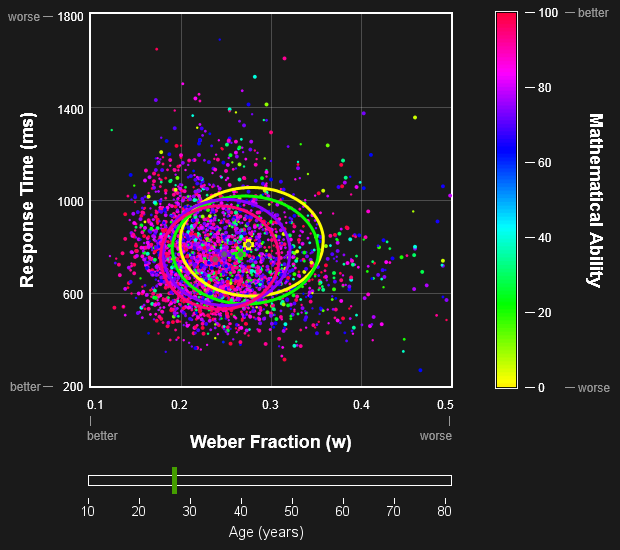 worse
1800
1400
1000
600
better
200
Response Time (ms)
0.1
0.2
0.3
0.4
0.5
better
worse
Weber Fraction (w)
10
20
30
40
50
60
70
80
Age (years)
100
better
80
60
40
20
0
worse
Mathematical Ability